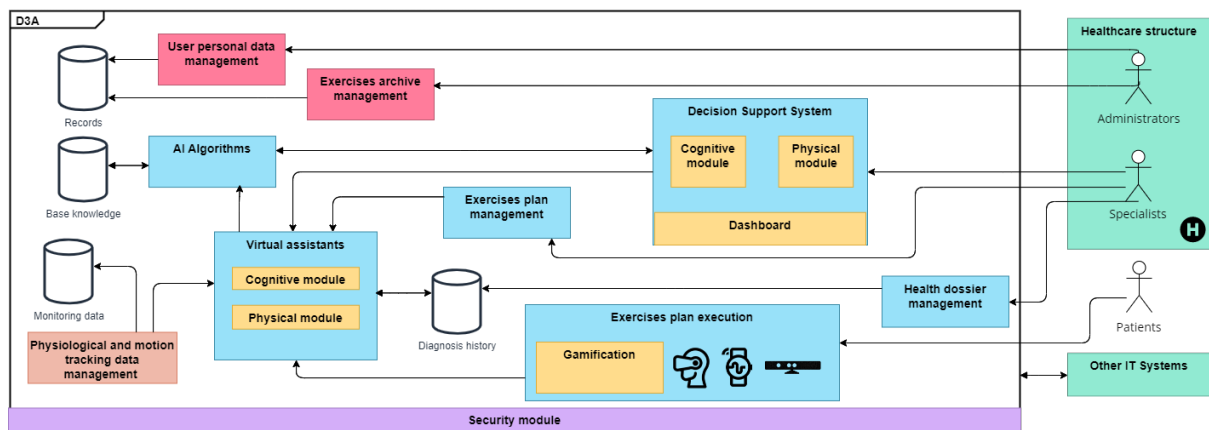 D3A
Healthcare structure
User personal data
management
Exercises archive
management
Records
Administrators
Decision Support System
Cognitive
module
Physical
module
AI Algorithms
Base knowledge
Exercises plan
management
Specialists
H
Dashboard
Virtual assistants
Cognitive module
Physical module
Monitoring data
Health dossier
management
Diagnosis history
Exercises plan execution
Gamification
Patients
Physiological and motion
tracking data
management
Other IT Systems
Security module